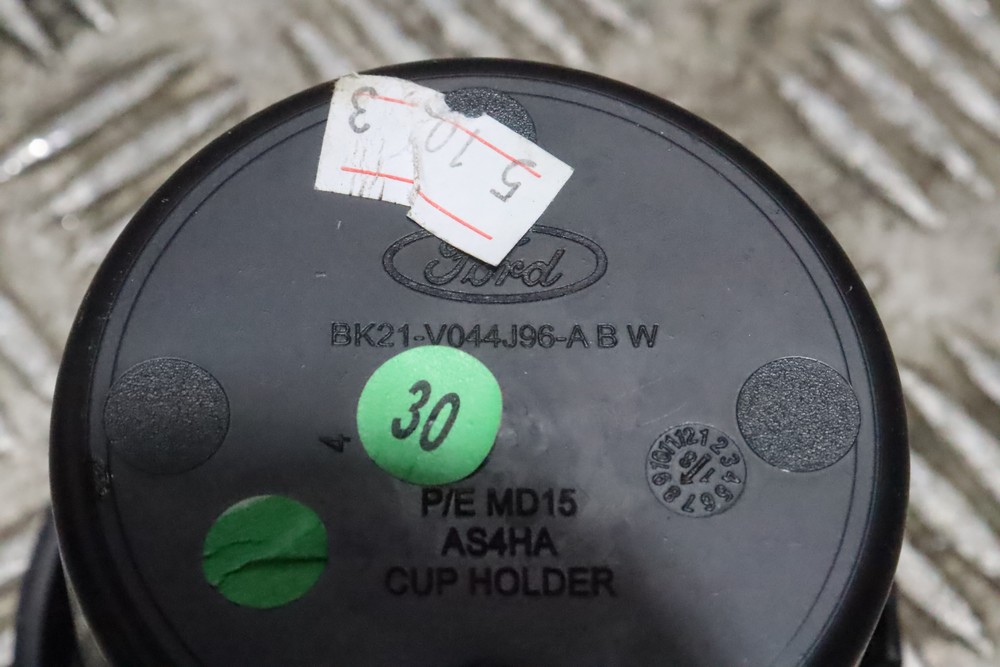 3
10
5
Ford
BK21-V044J96-A B W
30
4
P/E MD15
AS4HA
CUP HOLDER